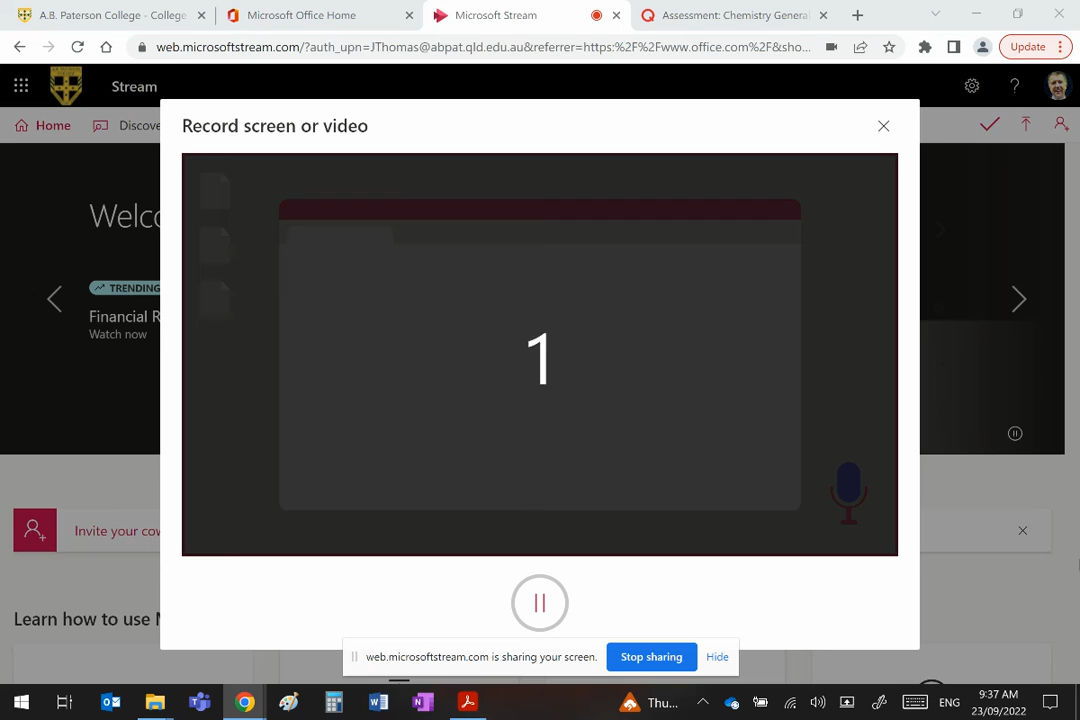 A.B. Paterson College - College
Microsoft Office Home
Microsoft Stream
Assessment: Chemistry Genera
web.microsoftstream.com/?auth_upn=JThomas@abpat.qld.edu.au&referrer=https:%2F%2Fwww.office.com%2F&sho...
Update
Stream
Home
Discove
Record screen or video
Welco
TRENDING
Financial R
Watch now
1
Invite your cov
Learn how to use
web.microsoftstream.com is sharing your screen.
Stop sharing
Hide
Thu...
ENG
9:37 AM
23/09/2022